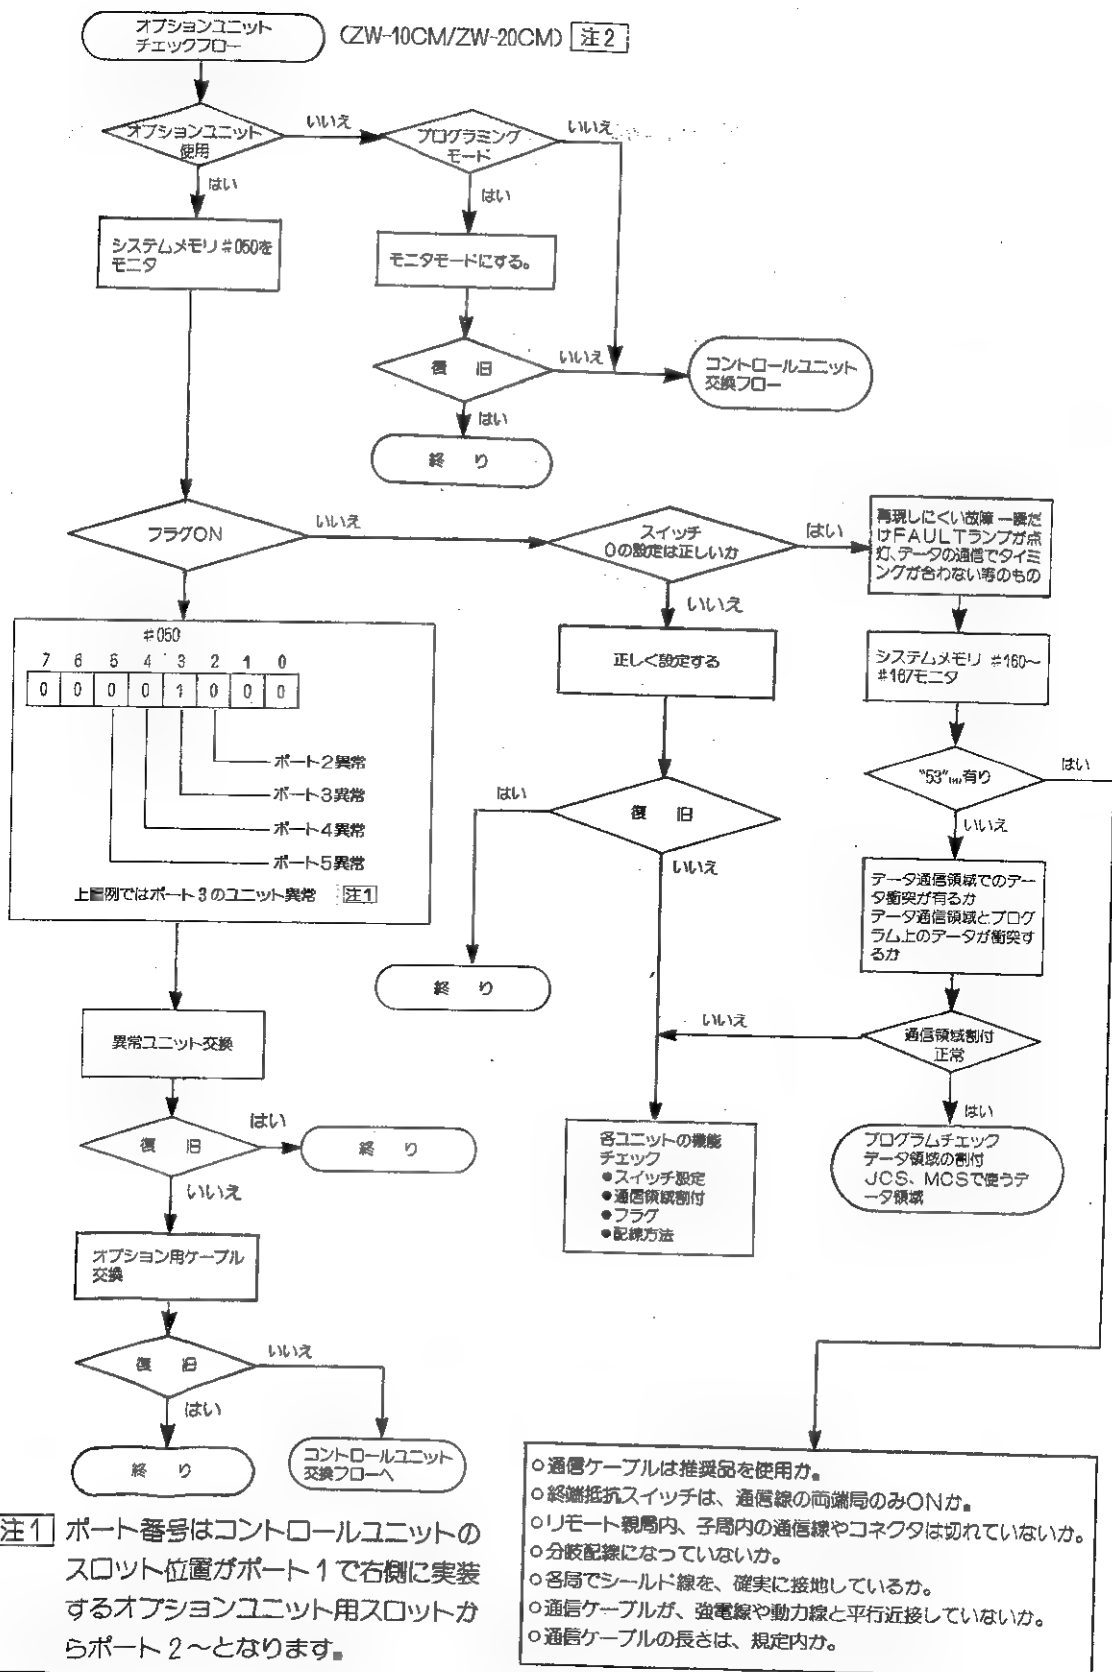 オプションユニット
チェックフロー
(ZW-10CM/ZW-20CM) 注2
オプションユニット
使用
いいえ
プログラミング
モード
いいえ
はい
はい
システムメモリ#050を
モニタ
モニタモードにする。
復 旧
いいえ
コントロールユニット
交換フロー
はい
終 り
フラグON
いいえ
スイッチ
0の設定は正しいか
はい
再現しにくい故障 一瞬だ
けFAULTランプが点
灯、データの通信でタイミ
ングが合わない等のもの
いいえ
正しく設定する
システムメモリ #160~
#167モニタ
#050
7 6 5 4 3 2 1 0
0 0 0 0 1 0 0 0
ポート2異常
ポート3異常
ポート4異常
ポート5異常
上図例ではポート3のユニット異常 注1
"53" 有り
はい
はい
復 旧
いいえ
いいえ
データ通信領域でのデー
タ衝突が有るか
データ通信領域とプログ
ラム上のデータが衝突す
るか
終 り
いいえ
通信領域割付
正常
はい
異常ユニット交換
復 旧
はい
終 り
いいえ
各ユニットの機能
チェック
●スイッチ設定
●通信領域割付
●フラグ
●配線方法
プログラムチェック
データ領域の割付
JCS、MCSで使うデ
ータ領域
オプション用ケーブル
交換
復 旧
いいえ
はい
終 り
コントロールユニット
交換フローへ
○通信ケーブルは推奨品を使用か。
○終端抵抗スイッチは、通信線の両端局のみONか。
○リモート親局内、子局内の通信線やコネクタは切れていないか。
○分岐配線になっていないか。
○各局でシールド線を、確実に接地しているか。
○通信ケーブルが、強電線や動力線と平行近接していないか。
○通信ケーブルの長さは、規定内か。
注1 ポート番号はコントロールユニットの
スロット位置がポート1で右側に実装
するオプションユニット用スロットか
らポート2~となります。